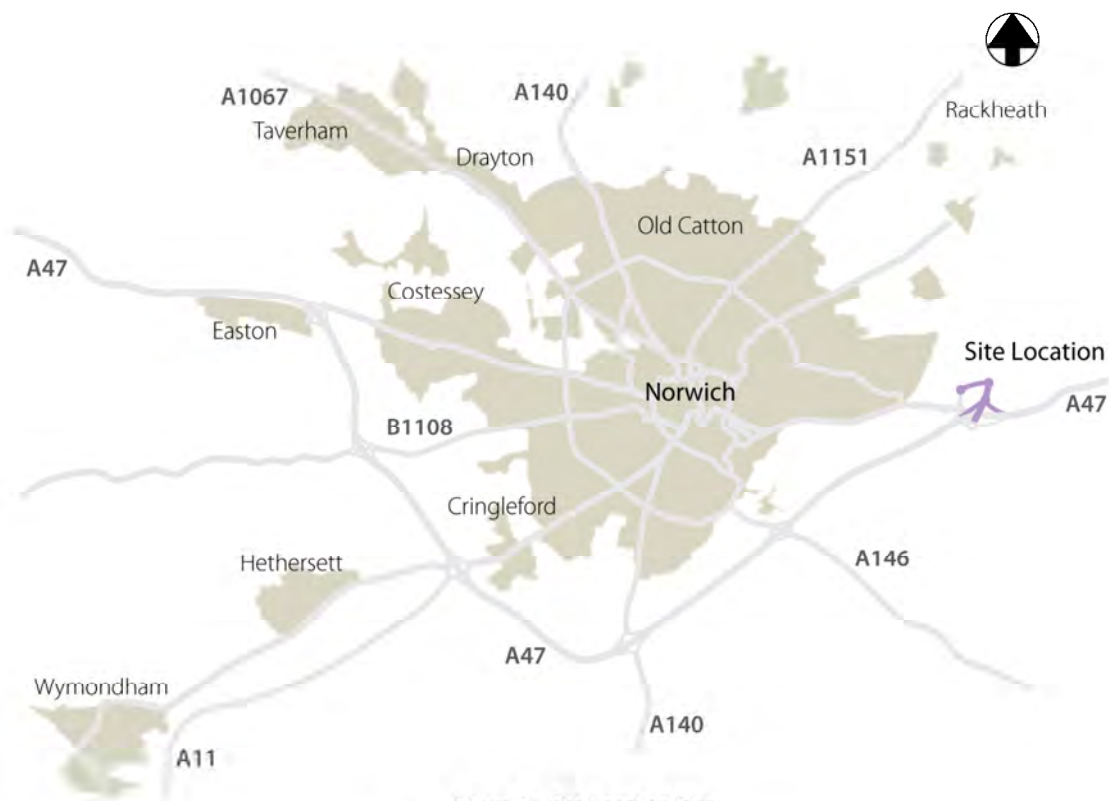 A1067
A140
Rackheath
Taverham
Drayton
A1151
Old Catton
A47
Costessey
Easton
Site Location
Norwich
A47
B1108
Cringleford
Hethersett
A146
A47
Wymondham
A140
A11